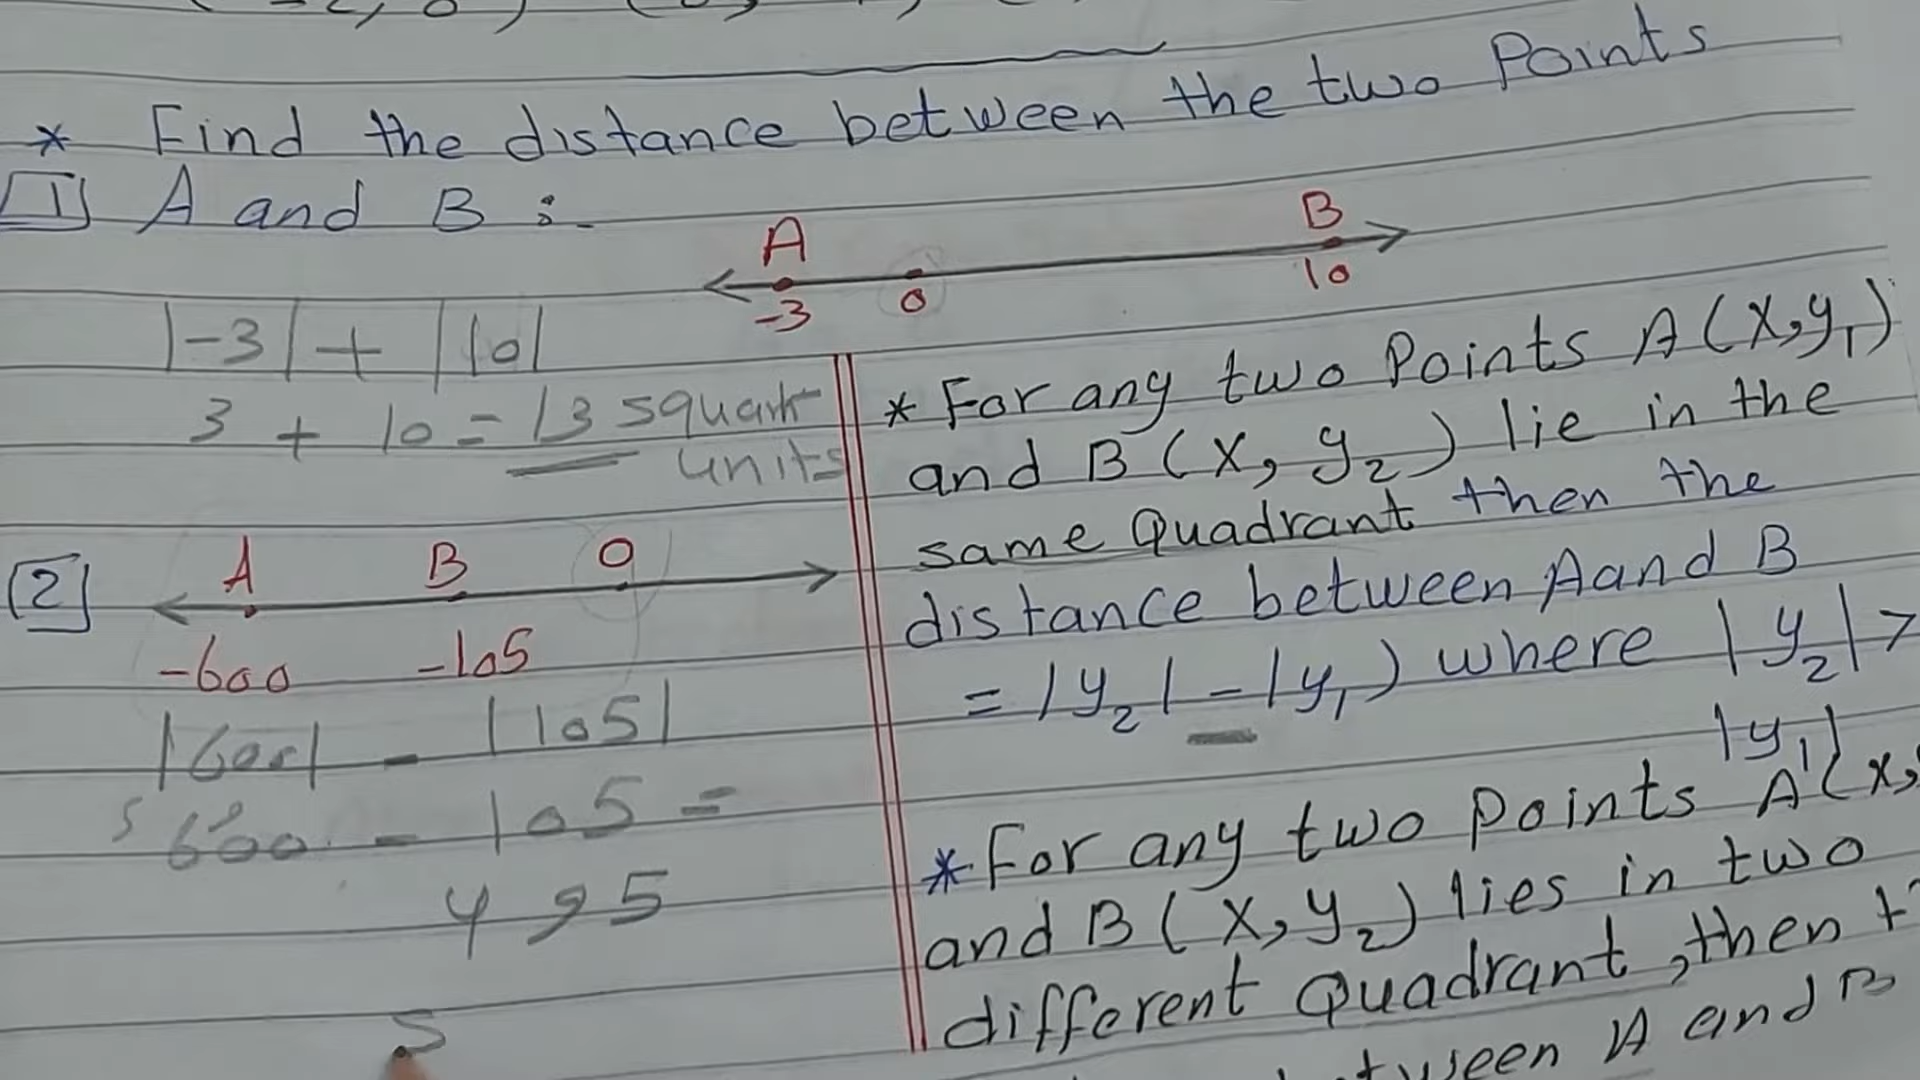 * Find the distance between the two Points
1 A and B :-
A B
-3 0 10
|-3| + |10|
3 + 10 = 13 squart
units
2 A B O
-600 -105
|600| - |105|
600 - 105 =
495
S
* For any two Points A(X,y1)
and B (X, y2) lie in the
same Quadrant then the
distance between A and B
= |y2| - |y1) where |y2| >
|y1|
* For any two points A(x,
and B (X, y2) lies in two
different Quadrant, then t
tween A and B